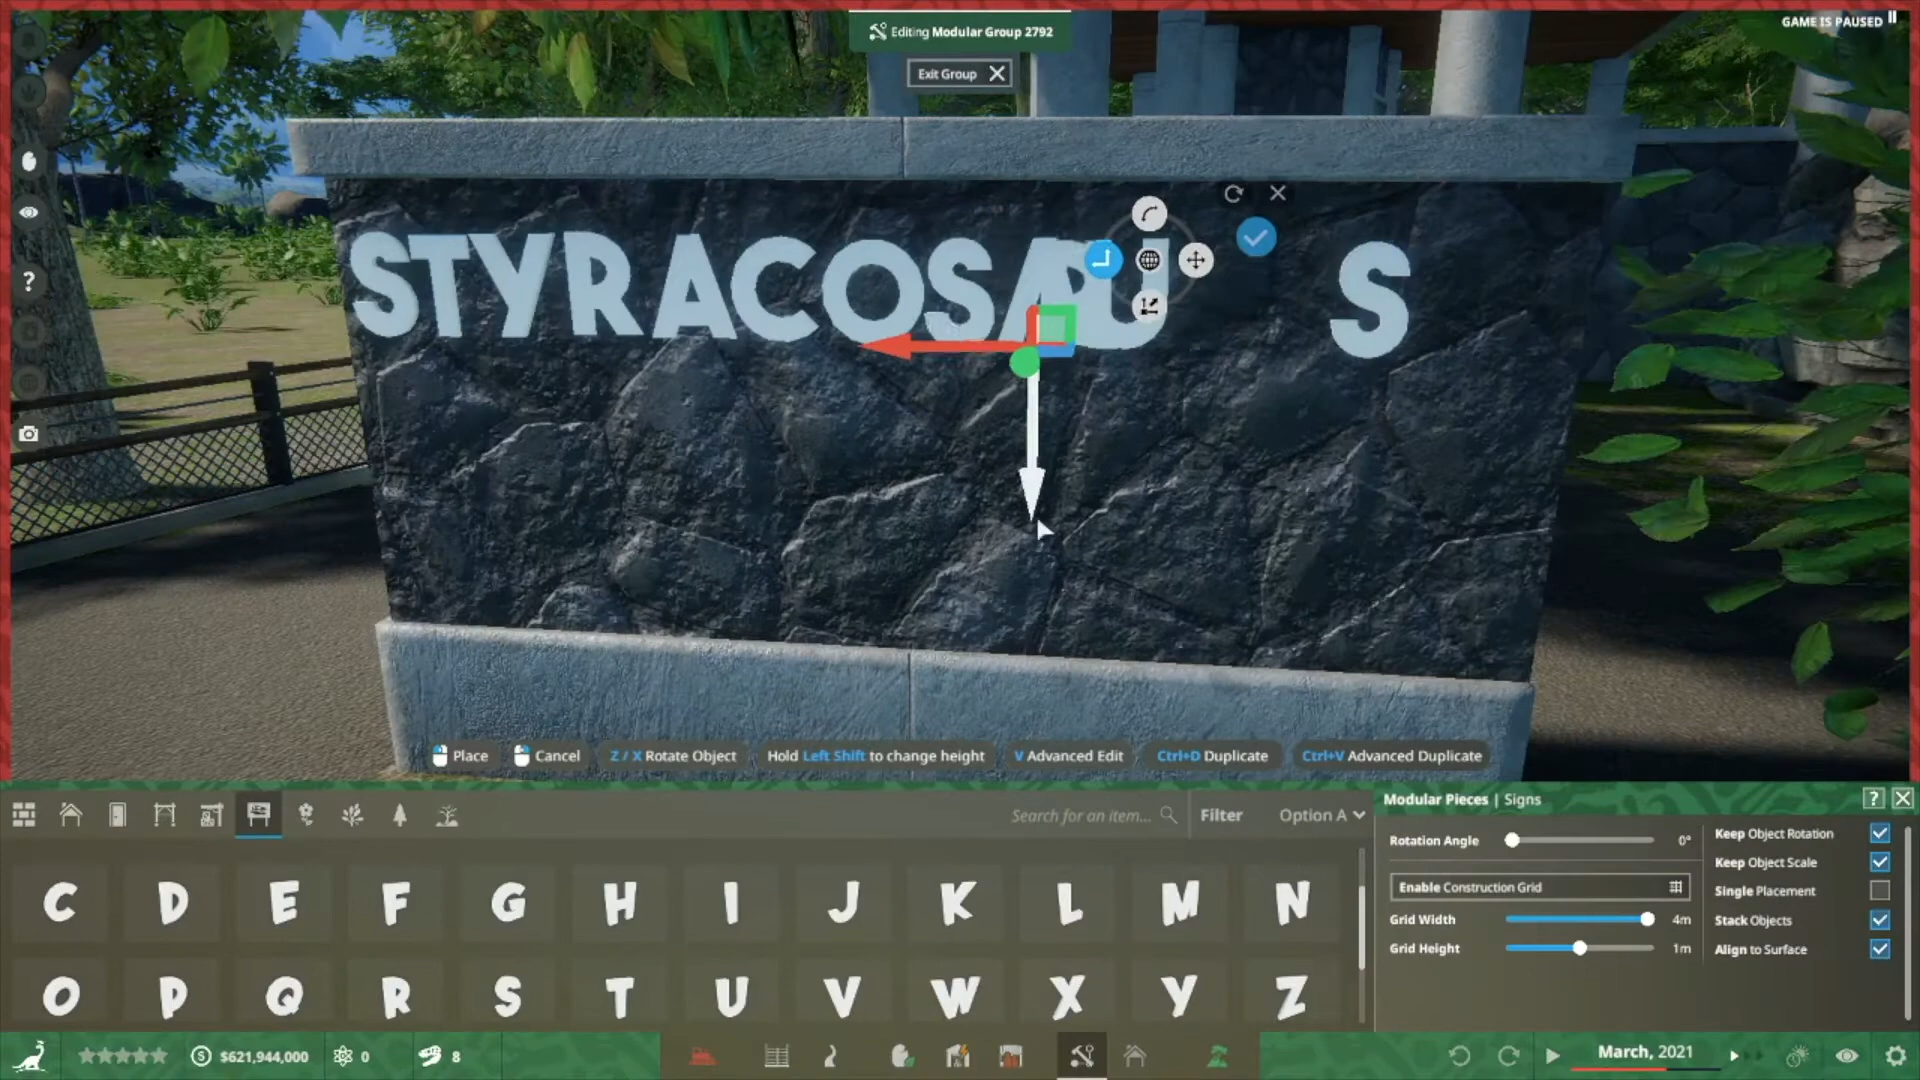 GAME IS PAUSED
Editing Modular Group 2792
Exit Group
STYRACOSAU S
Place
Cancel
Z / X Rotate Object
Hold Left Shift to change height
V Advanced Edit
Ctrl+D Duplicate
Ctrl+V Advanced Duplicate
Search for an item...
Filter
Option A
Modular Pieces | Signs
?
Rotation Angle 0°
Keep Object Rotation
Enable Construction Grid
Keep Object Scale
Single Placement
Grid Width 4m
Stack Objects
Grid Height 1m
Align to Surface
C D E F G H I J K L M N
O P Q R S T U V W X Y Z
$621,944,000
0
8
March, 2021